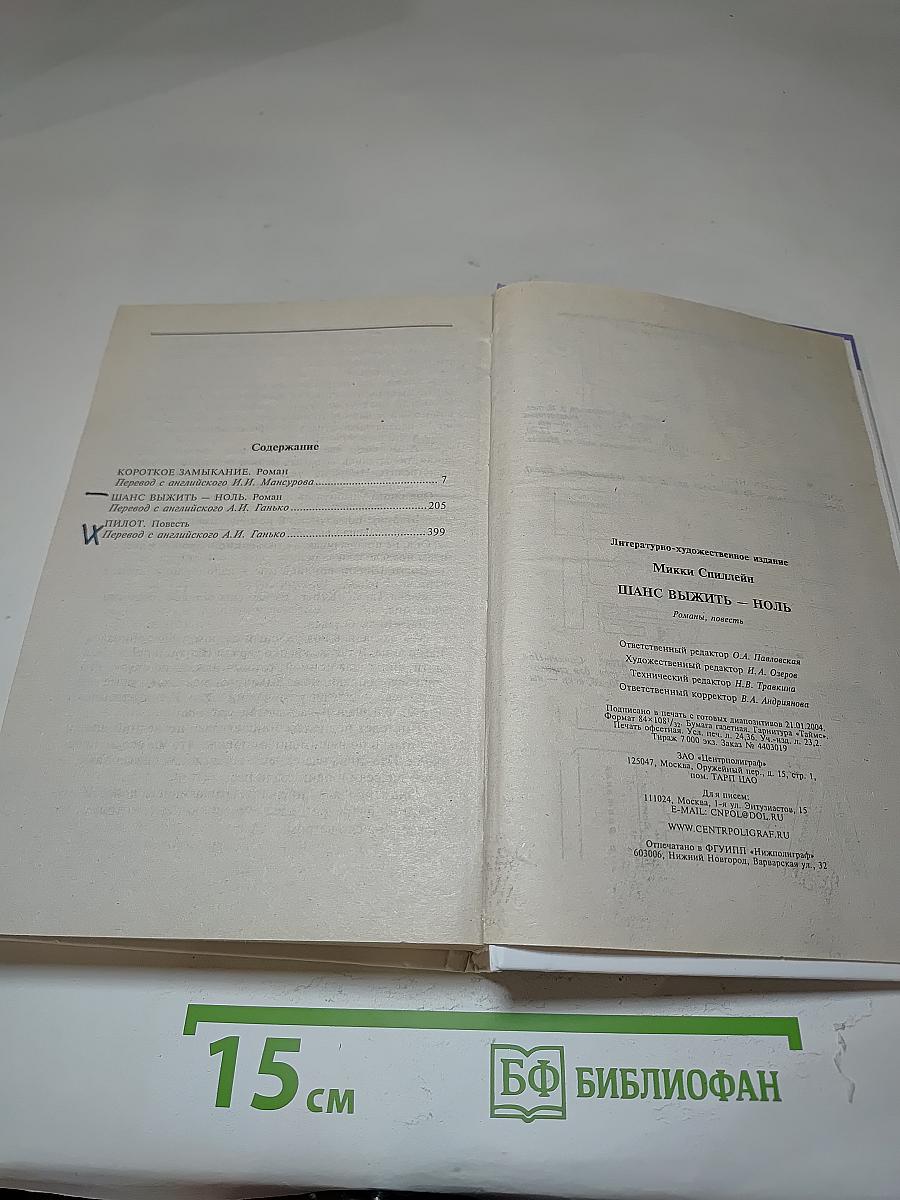 Содержание
КОРОТКОЕ ЗАМЫКАНИЕ. Роман
Перевод с английского И.И. Мансурова 7
ШАНС ВЫЖИТЬ — НОЛЬ. Роман
Перевод с английского А.И. Ганько 205
ПИЛОТ. Повесть
Перевод с английского А.И. Ганько 399
Литературно-художественное издание
Микки Спиллейн
ШАНС ВЫЖИТЬ — НОЛЬ
Романы, повесть
Ответственный редактор О.А. Павловская
Художественный редактор И.А. Озеров
Технический редактор Н.В. Травкина
Ответственный корректор В.А. Андриянова
Подписано в печать с готовых диапозитивов 21.01.2004.
Формат 84×108¹/₃₂. Бумага газетная. Гарнитура «Таймс».
Печать офсетная. Усл. печ. л. 24,36. Уч.-изд. л. 23,2.
Тираж 7 000 экз. Заказ № 4403019
ЗАО «Центрполиграф»
125047, Москва, Оружейный пер., д. 15, стр. 1,
пом. ТАРП ЦАО
Для писем:
111024, Москва, 1-я ул. Энтузиастов, 15
E-MAIL: CNPOL@DOL.RU
WWW.CENTRPOLIGRAF.RU
Отпечатано в ФГУИПП «Нижполиграф»
603006, Нижний Новгород, Варварская ул., 32
15 см
БФ БИБЛИОФАН